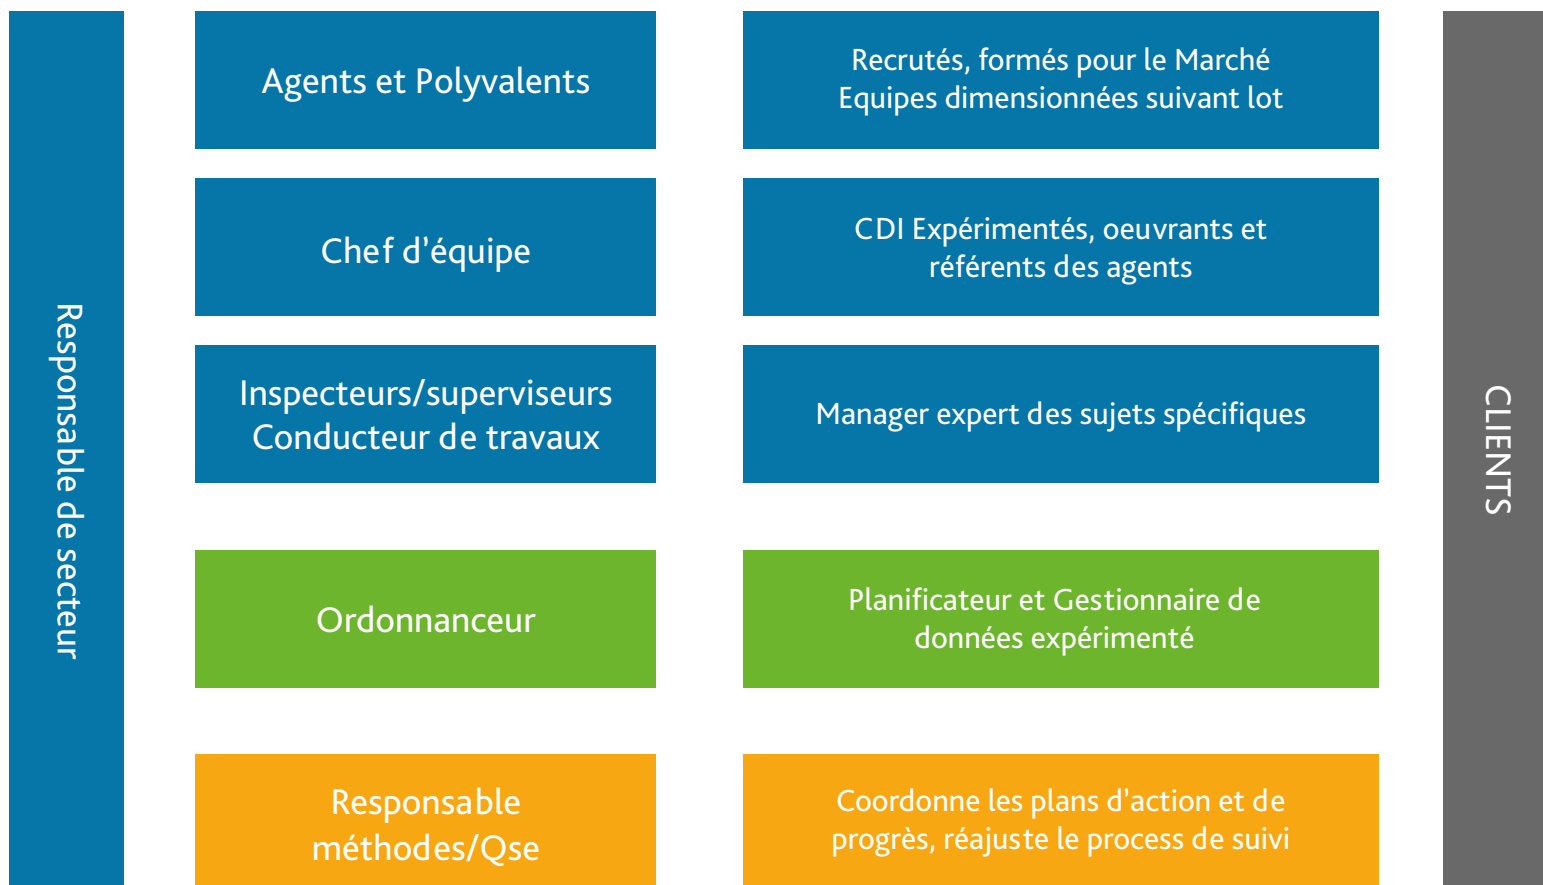 Responsable de secteur
Agents et Polyvalents
Recrutés, formés pour le Marché
Equipes dimensionnées suivant lot
Chef d'équipe
CDI Expérimentés, oeuvrants et
référents des agents
Inspecteurs/superviseurs
Conducteur de travaux
Manager expert des sujets spécifiques
Ordonnanceur
Planificateur et Gestionnaire de
données expérimenté
Responsable
méthodes/Qse
Coordonne les plans d'action et de
progrès, réajuste le process de suivi
CLIENTS